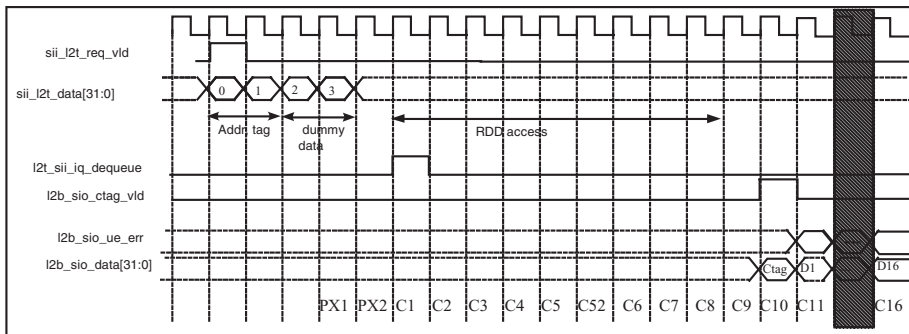 sii_l2t_req_vld
sii_l2t_data[31:0]
0 1 2 3
Addr, tag
dummy data
RDD access
l2t_sii_iq_dequeue
l2b_sio_ctag_vld
l2b_sio_ue_err
l2b_sio_data[31:0]
Ctag D1 D16
PX1 PX2 C1 C2 C3 C4 C5 C52 C6 C7 C8 C9 C10 C11 C16